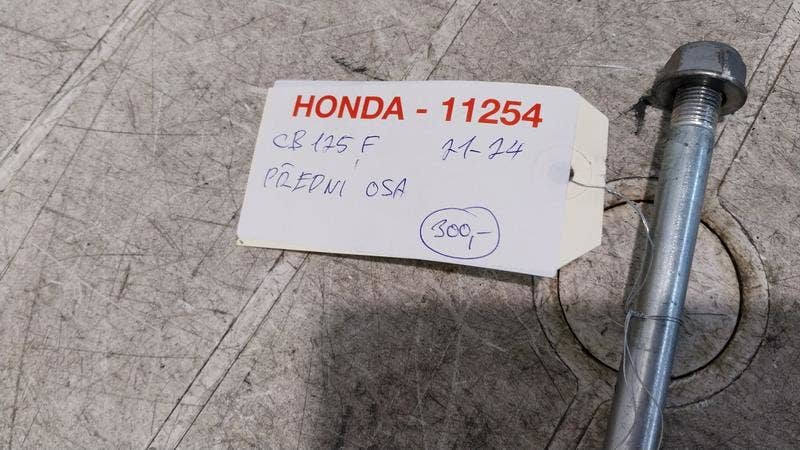 HONDA - 11254
CB 125 F 21-24
PŘEDNÍ OSA
300,-